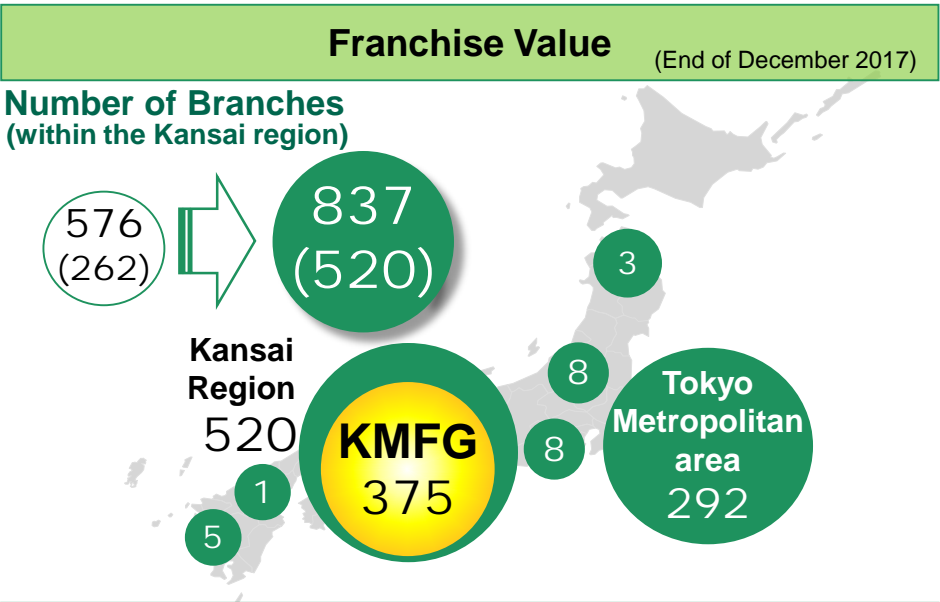 Franchise Value
(End of December 2017)
Number of Branches
(within the Kansai region)
576
(262)
837
(520)
3
Kansai
Region
520
KMFG
375
8
8
Tokyo
Metropolitan
area
292
1
5